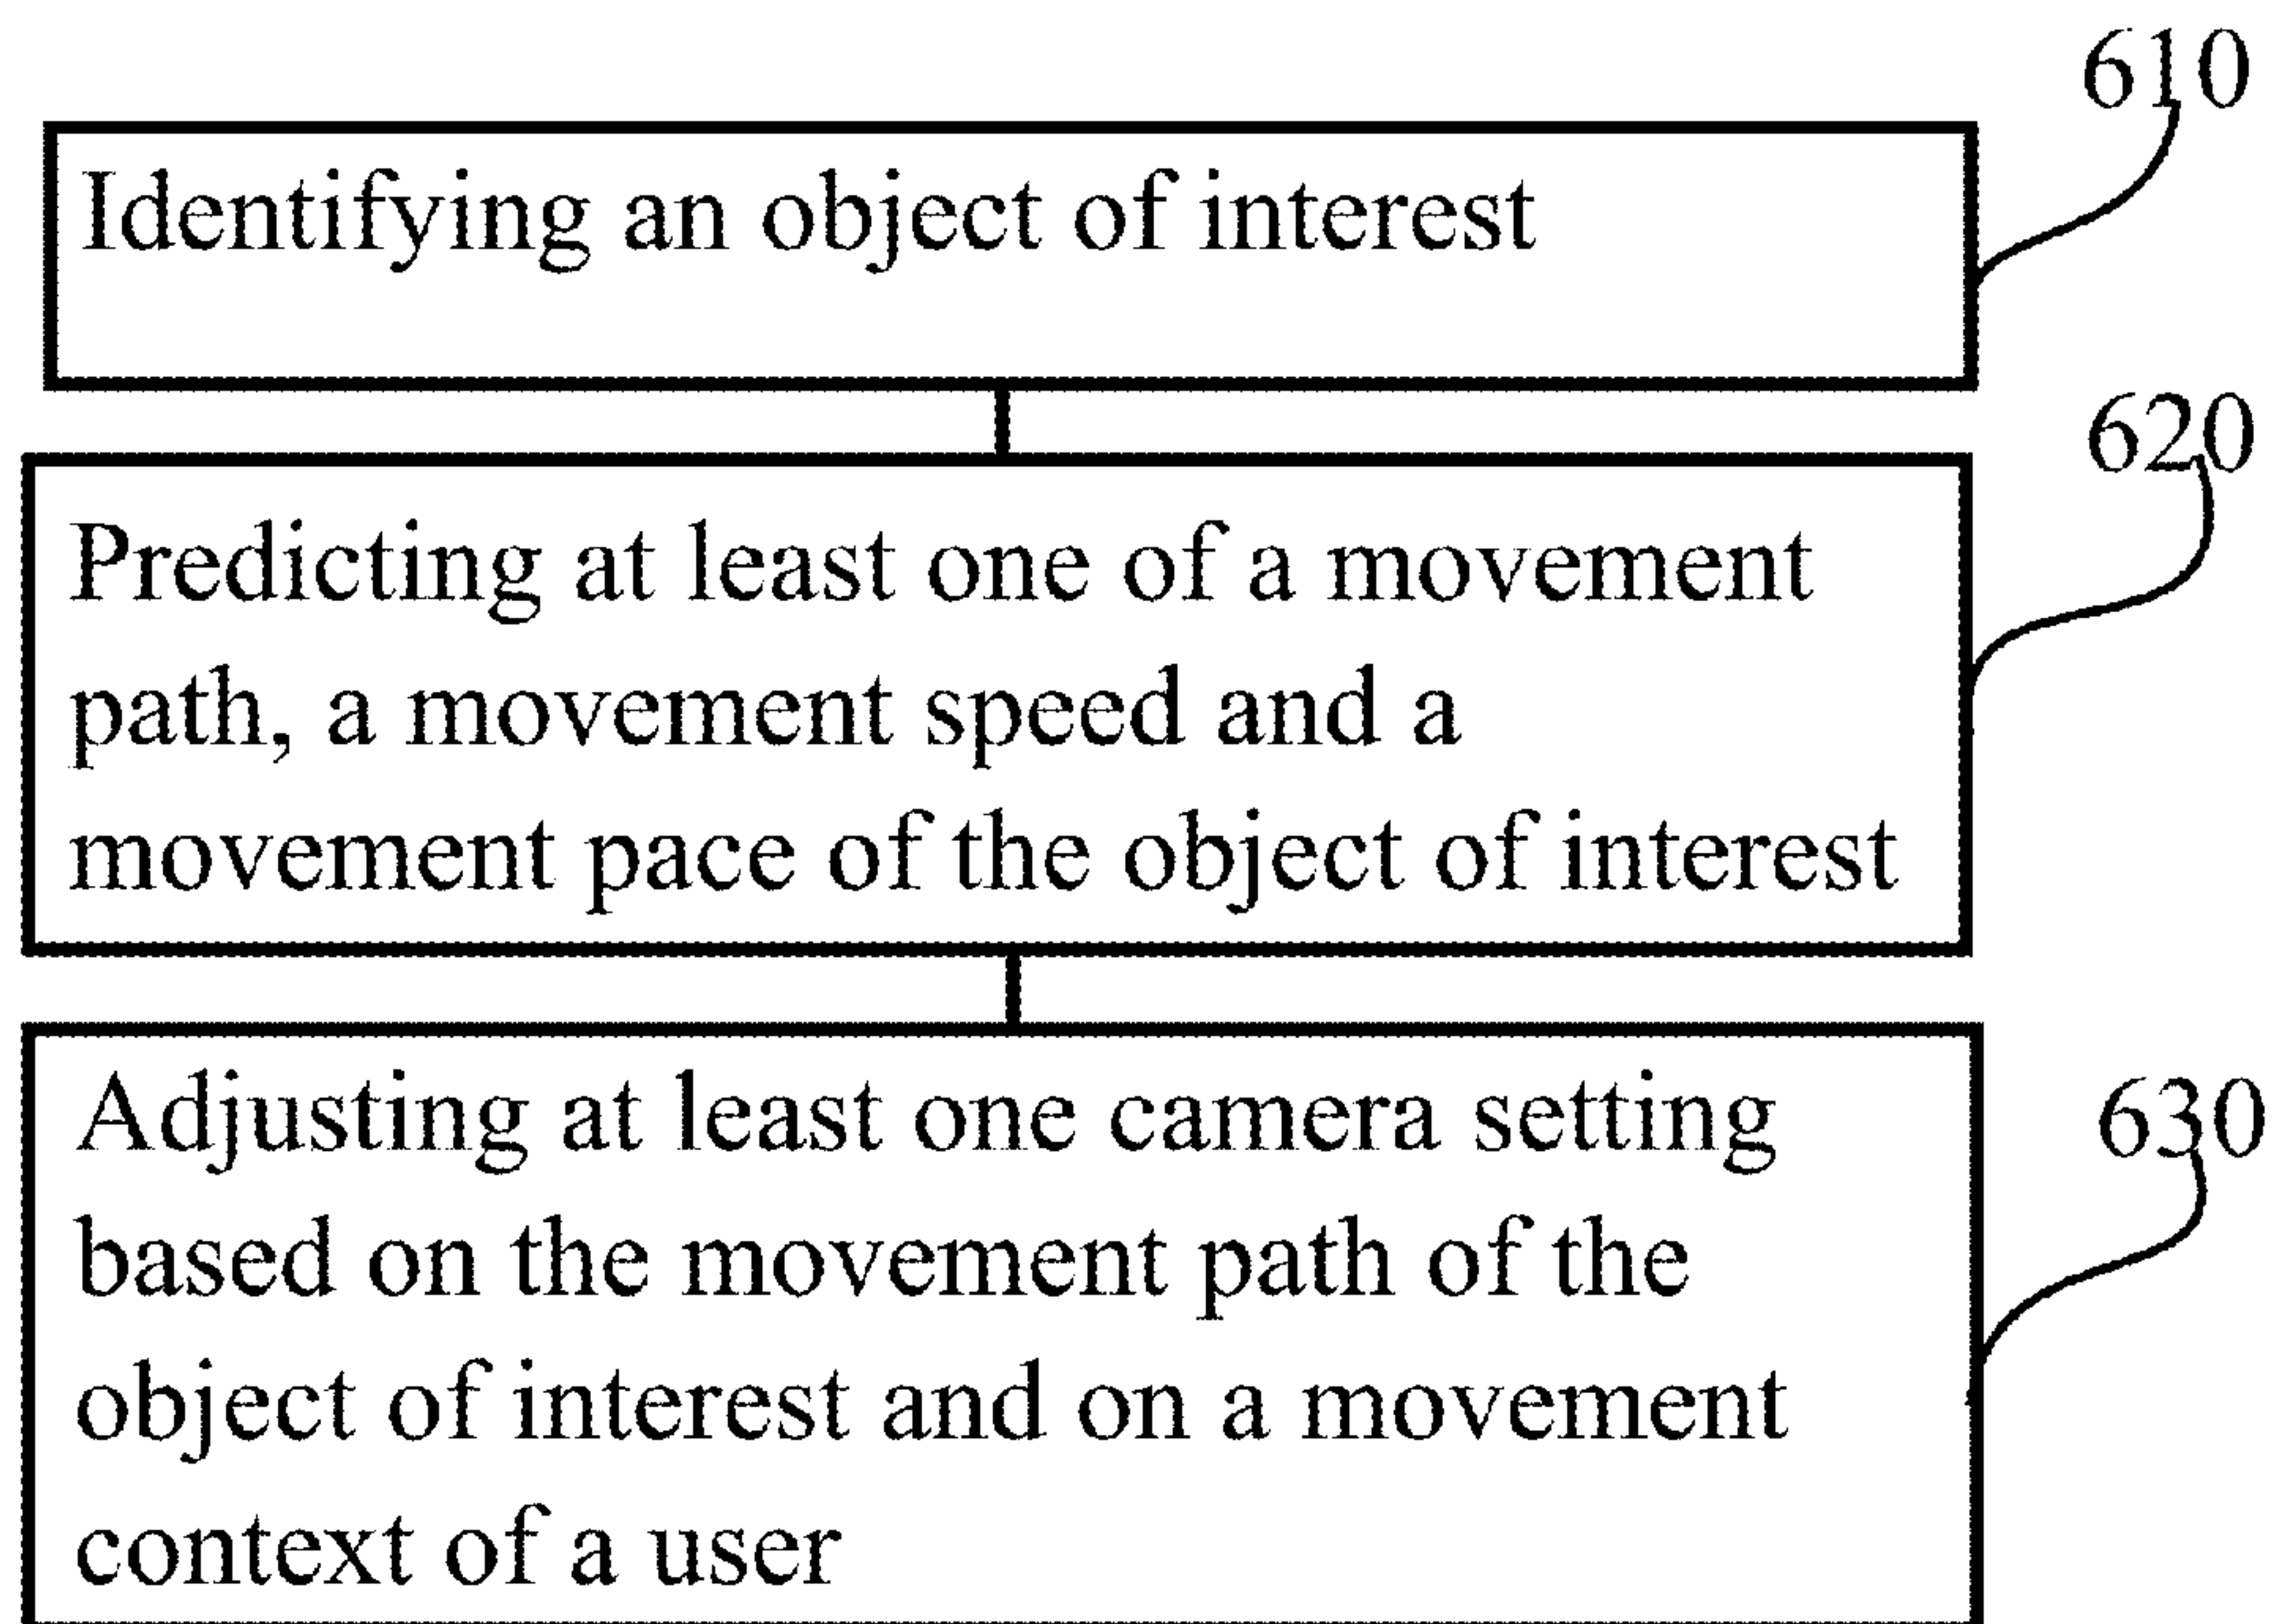 610
Identifying an object of interest
620
Predicting at least one of a movement
path, a movement speed and a
movement pace of the object of interest
630
Adjusting at least one camera setting
based on the movement path of the
object of interest and on a movement
context of a user